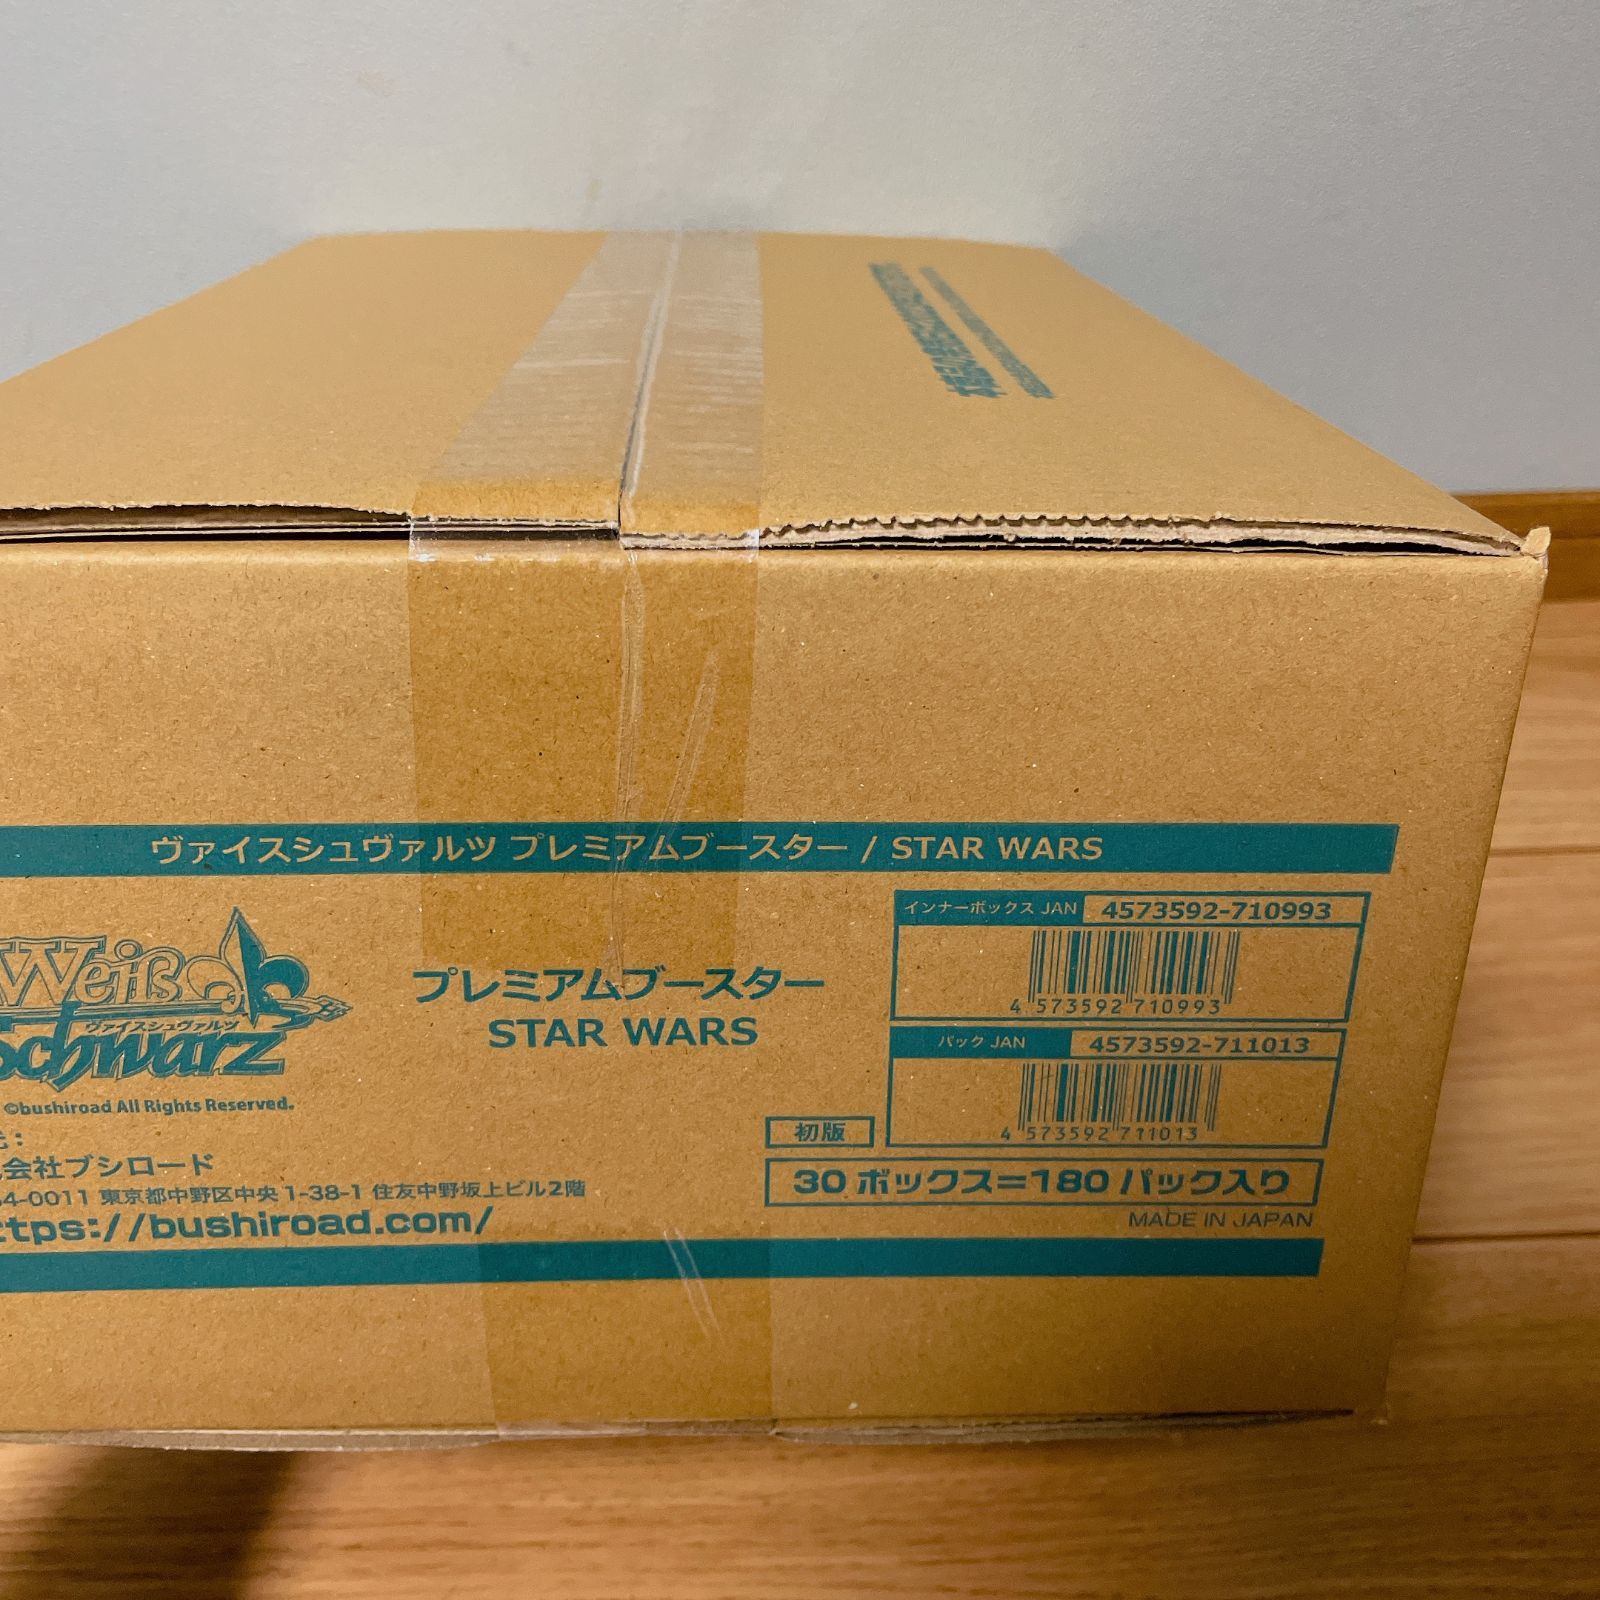 ヴァイスシュヴァルツ プレミアムブースター / STAR WARS
Weiß
ヴァイスシュヴァルツ
Schwarz
©bushiroad All Rights Reserved.
プレミアムブースター
STAR WARS
インナーボックス JAN 4573592-710993
4 573592 710993
パック JAN 4573592-711013
4 573592 711013
初版
30 ボックス=180 パック入り
MADE IN JAPAN
元：
会社ブシロード
4-0011 東京都中野区中央1-38-1 住友中野坂上ビル2階
ttps://bushiroad.com/